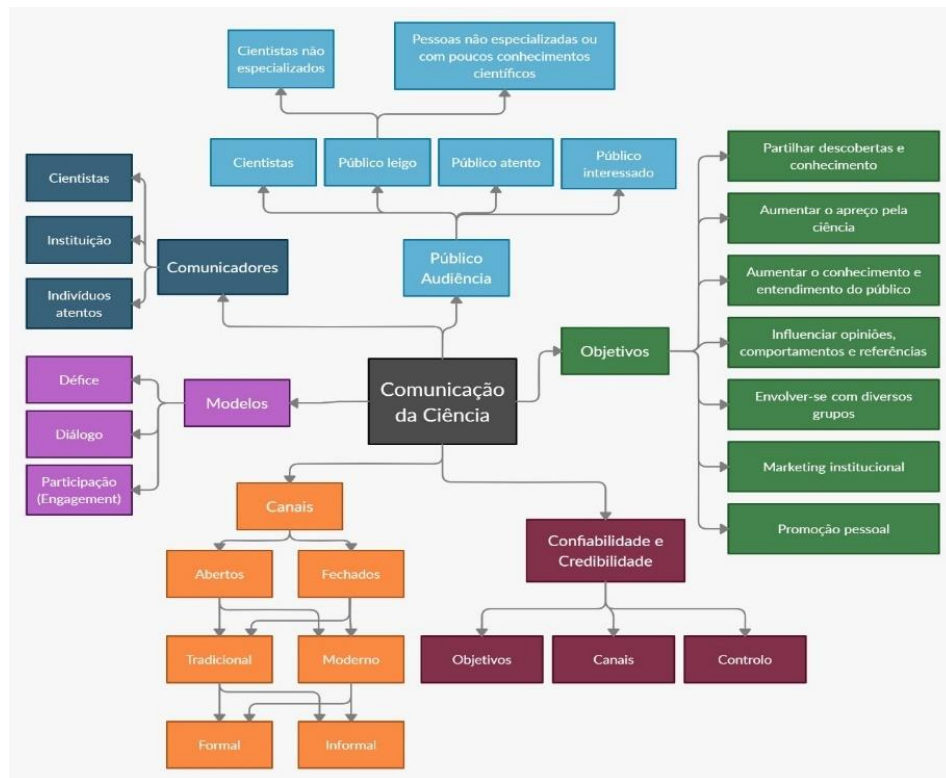 Cientistas não
especializados
Pessoas não especializadas ou
com poucos conhecimentos
científicos
Cientistas
Público leigo
Público atento
Público
interessado
Público
Audiência
Cientistas
Instituição
Indivíduos
atentos
Comunicadores
Partilhar descobertas e
conhecimento
Aumentar o apreço pela
ciência
Aumentar o conhecimento e
entendimento do público
Influenciar opiniões,
comportamentos e referências
Envolver-se com diversos
grupos
Marketing institucional
Promoção pessoal
Objetivos
Comunicação
da Ciência
Défice
Diálogo
Participação
(Engagement)
Modelos
Canais
Abertos
Fechados
Tradicional
Moderno
Formal
Informal
Confiabilidade e
Credibilidade
Objetivos
Canais
Controlo